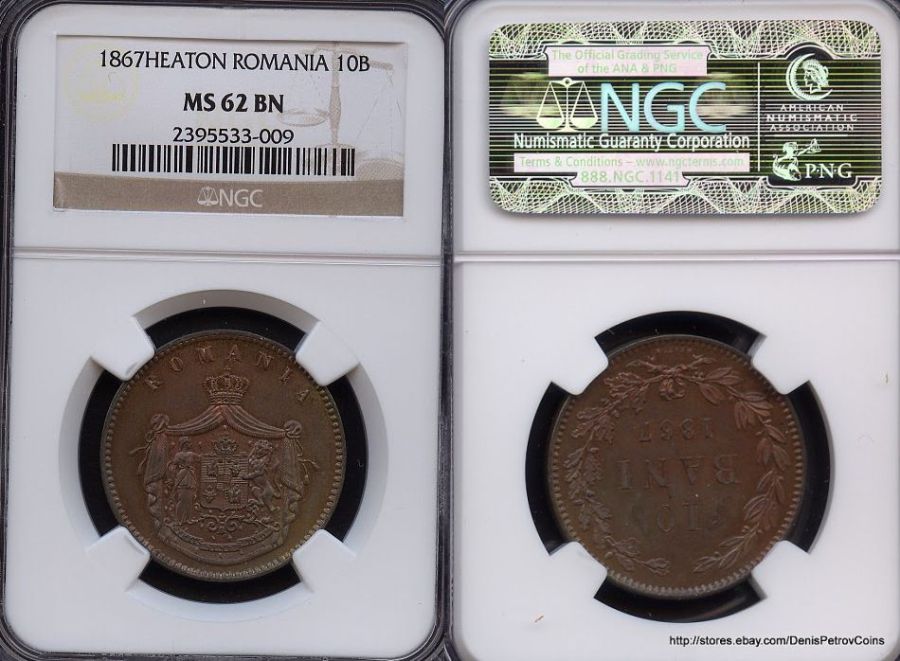 1867HEATON ROMANIA 10B
MS 62 BN
2395533-009
NGC
ROMANIA
The Official Grading Service
of the ANA & PNG
NGC
Numismatic Guaranty Corporation
Terms & Conditions – www.ngcterms.com
888.NGC.1141
AMERICAN
NUMISMATIC
ASSOCIATION
P·N·G
10
BANI
1867
http://stores.ebay.com/DenisPetrovCoins